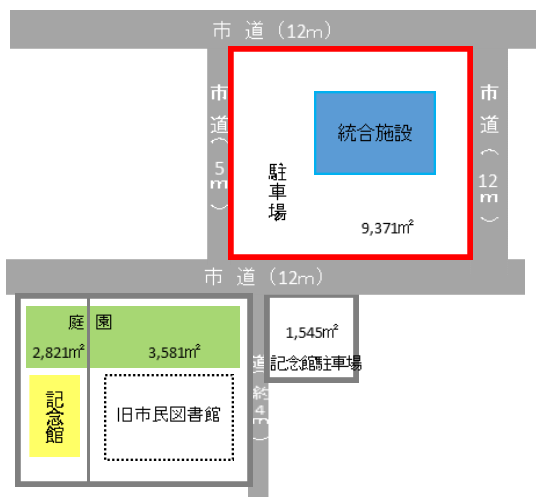 市 道（12m）
市道（5m）
統合施設
市道（12m）
駐車場
9,371㎡
市 道（12m）
庭 園
2,821㎡
3,581㎡
1,545㎡
記念館駐車場
道（約4m）
記念館
旧市民図書館